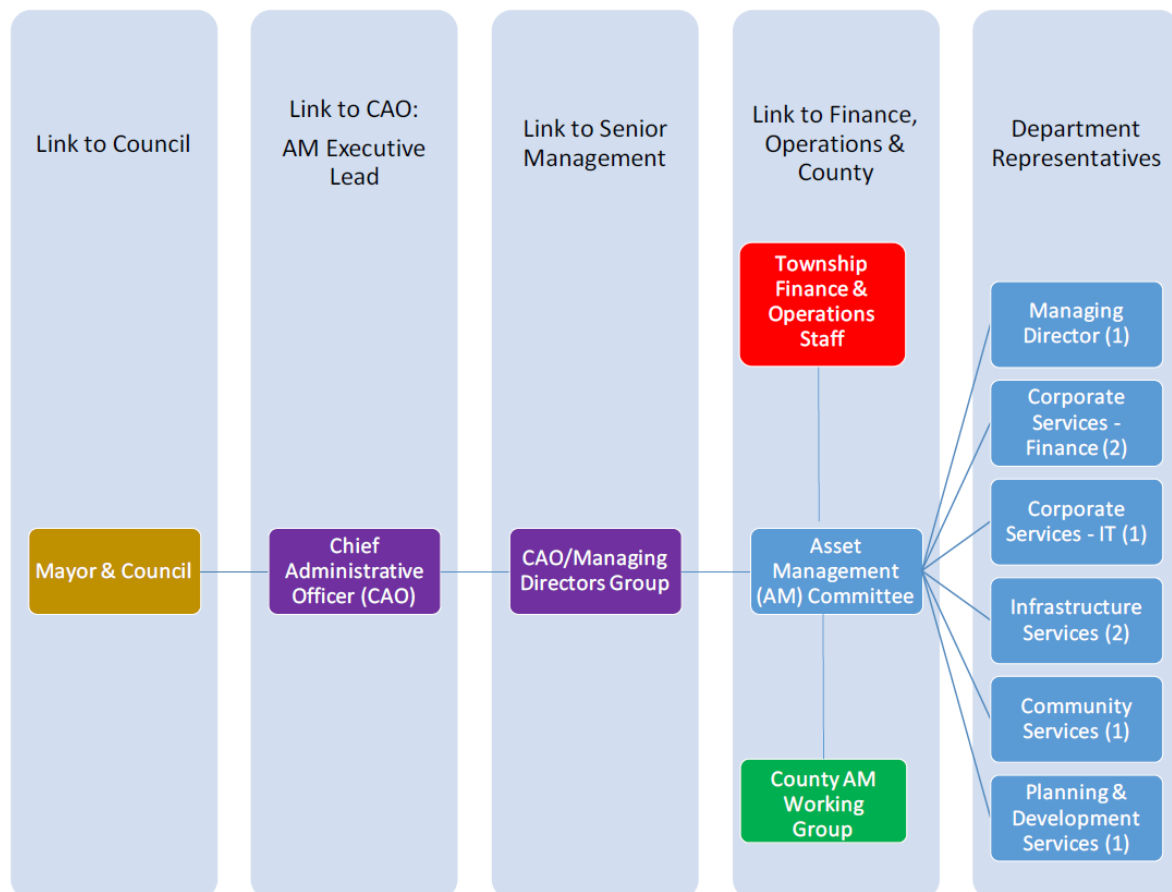 Link to Council
Link to CAO:
AM Executive
Lead
Link to Senior
Management
Link to Finance,
Operations &
County
Department
Representatives
Township
Finance &
Operations
Staff
Mayor & Council
Chief
Administrative
Officer (CAO)
CAO/Managing
Directors Group
Asset
Management
(AM) Committee
County AM
Working
Group
Managing
Director (1)
Corporate
Services -
Finance (2)
Corporate
Services - IT (1)
Infrastructure
Services (2)
Community
Services (1)
Planning &
Development
Services (1)